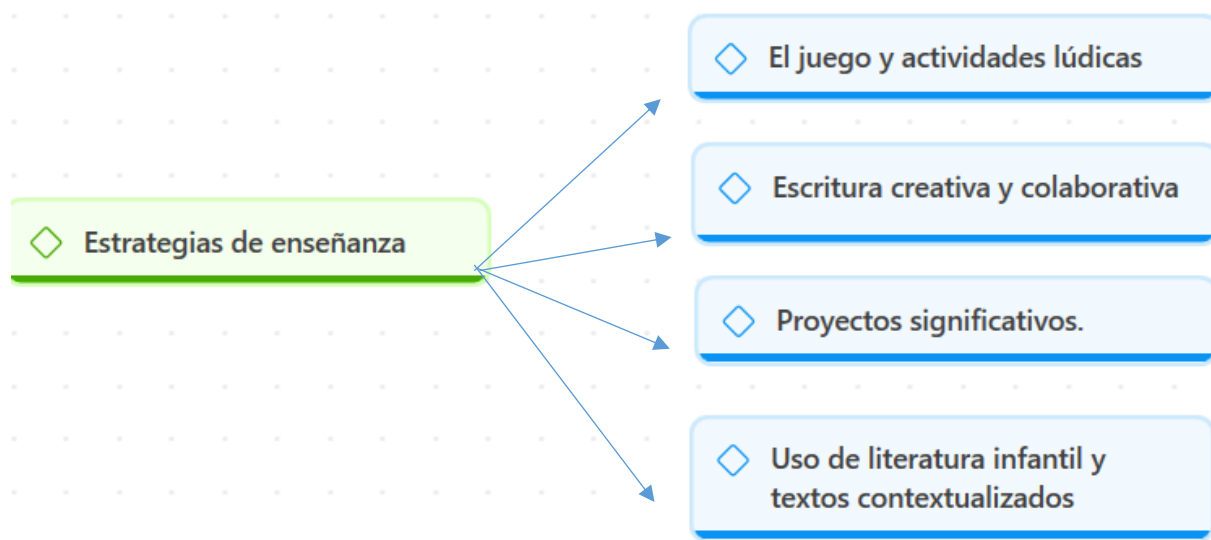 El juego y actividades lúdicas
Escritura creativa y colaborativa
Estrategias de enseñanza
Proyectos significativos.
Uso de literatura infantil y
textos contextualizados